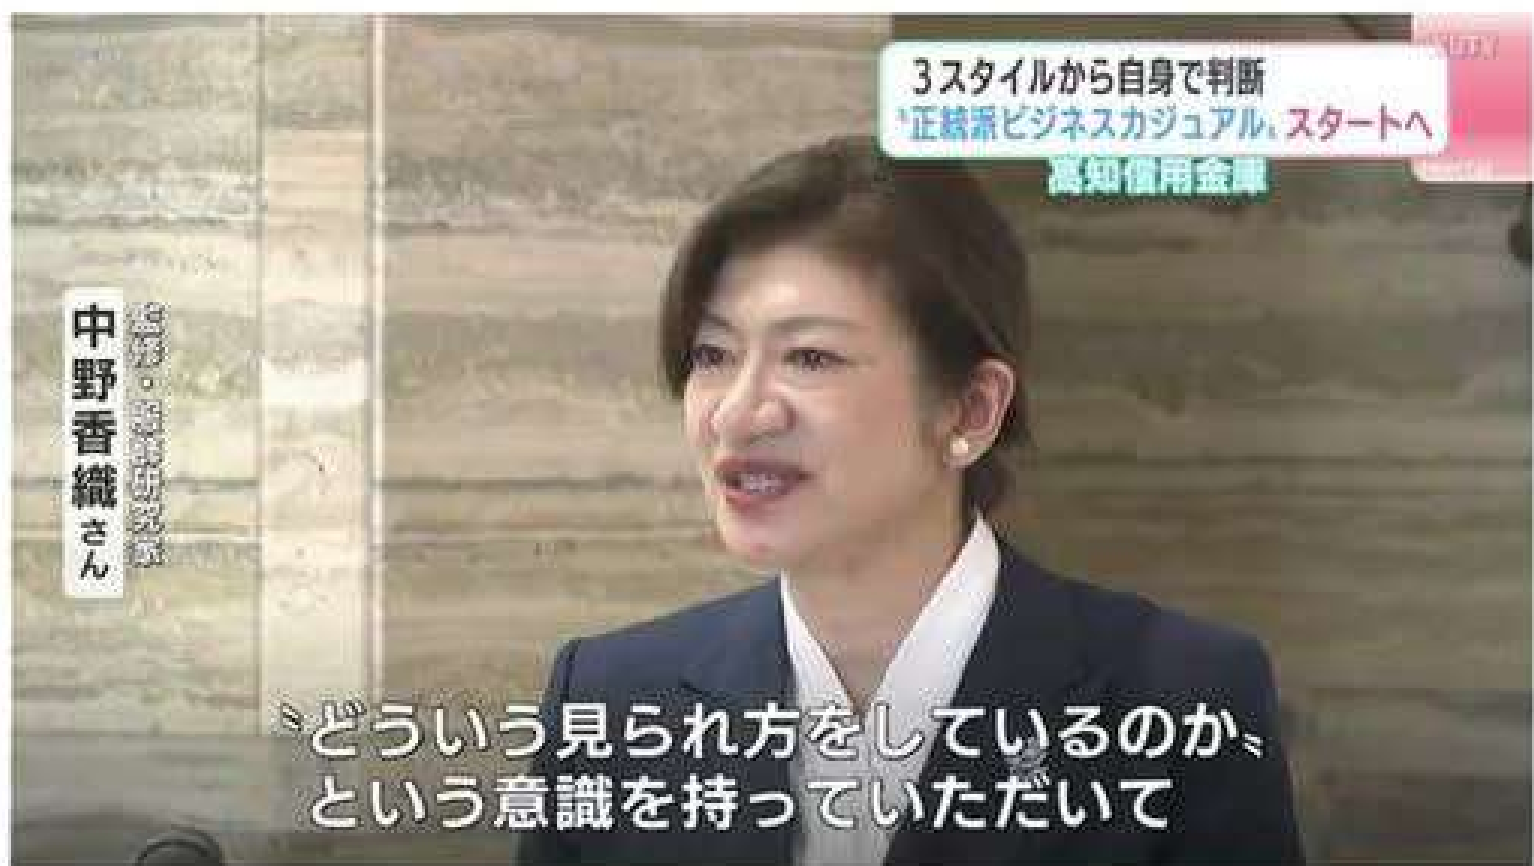 3スタイルから自身で判断
〝正統派ビジネスカジュアル〟スタートへ
高知信用金庫
中野香織さん
〝どういう見られ方をしているのか〟
という意識を持っていただいて